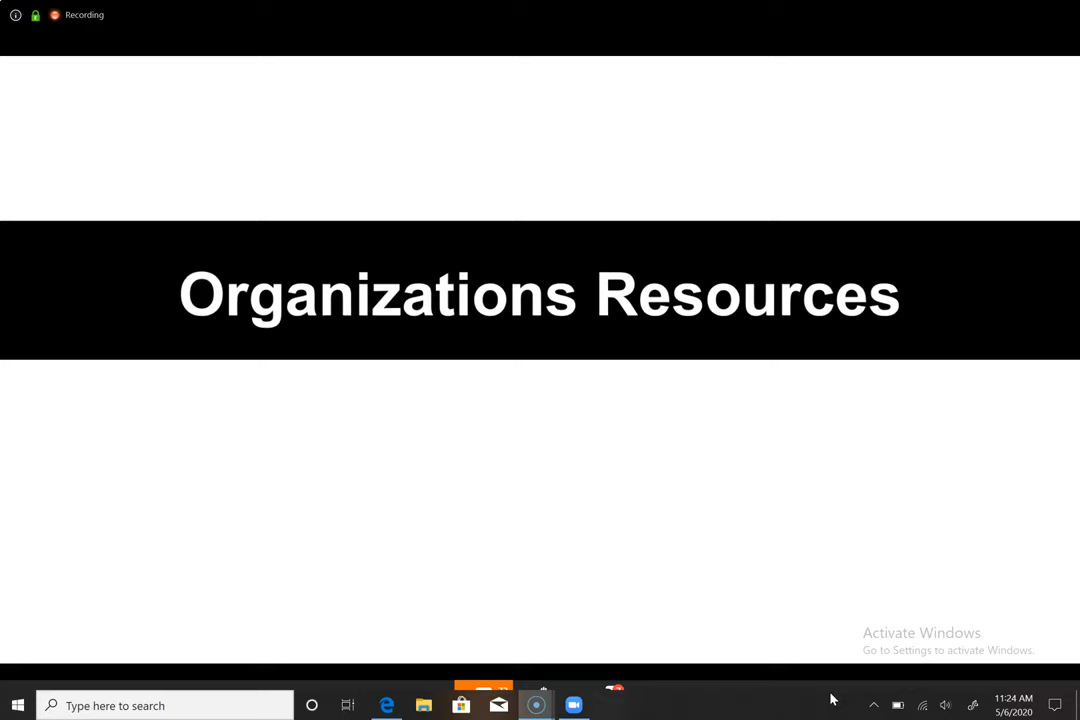 Recording
Organizations Resources
Activate Windows
Go to Settings to activate Windows.
Type here to search
11:24 AM
5/6/2020